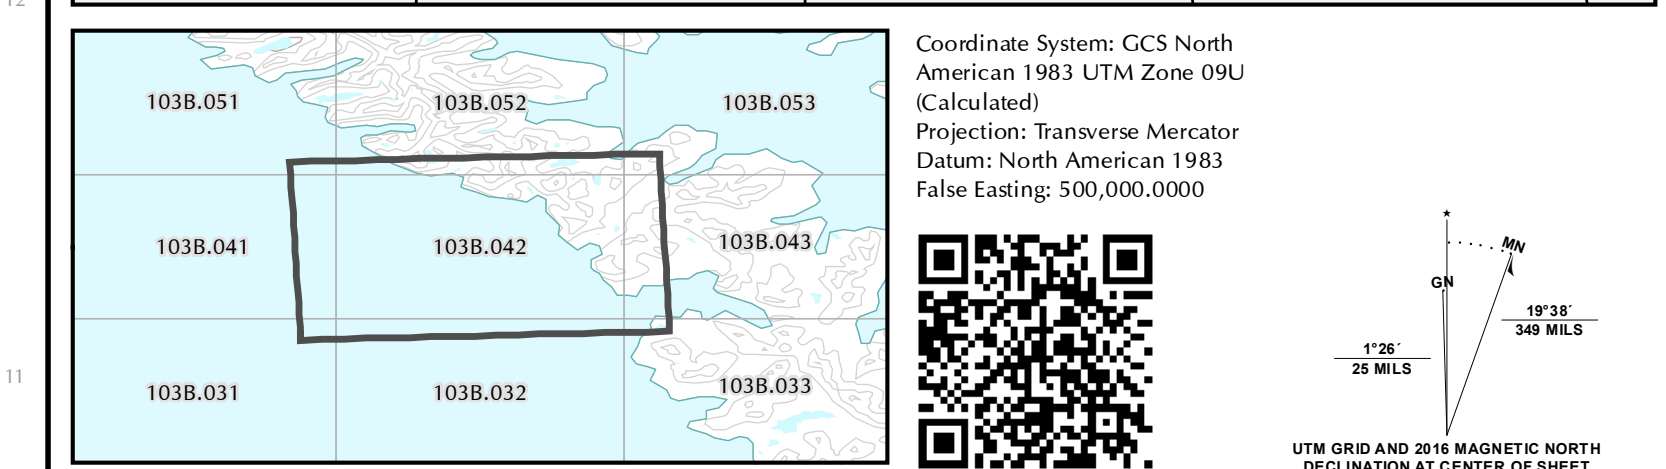 12
103B.051
103B.052
103B.053
103B.041
103B.042
103B.043
11
103B.031
103B.032
103B.033
Coordinate System: GCS North
American 1983 UTM Zone 09U
(Calculated)
Projection: Transverse Mercator
Datum: North American 1983
False Easting: 500,000.0000
MN
GN
19°38´
349 MILS
1°26´
25 MILS
UTM GRID AND 2016 MAGNETIC NORTH
DECLINATION AT CENTER OF SHEET